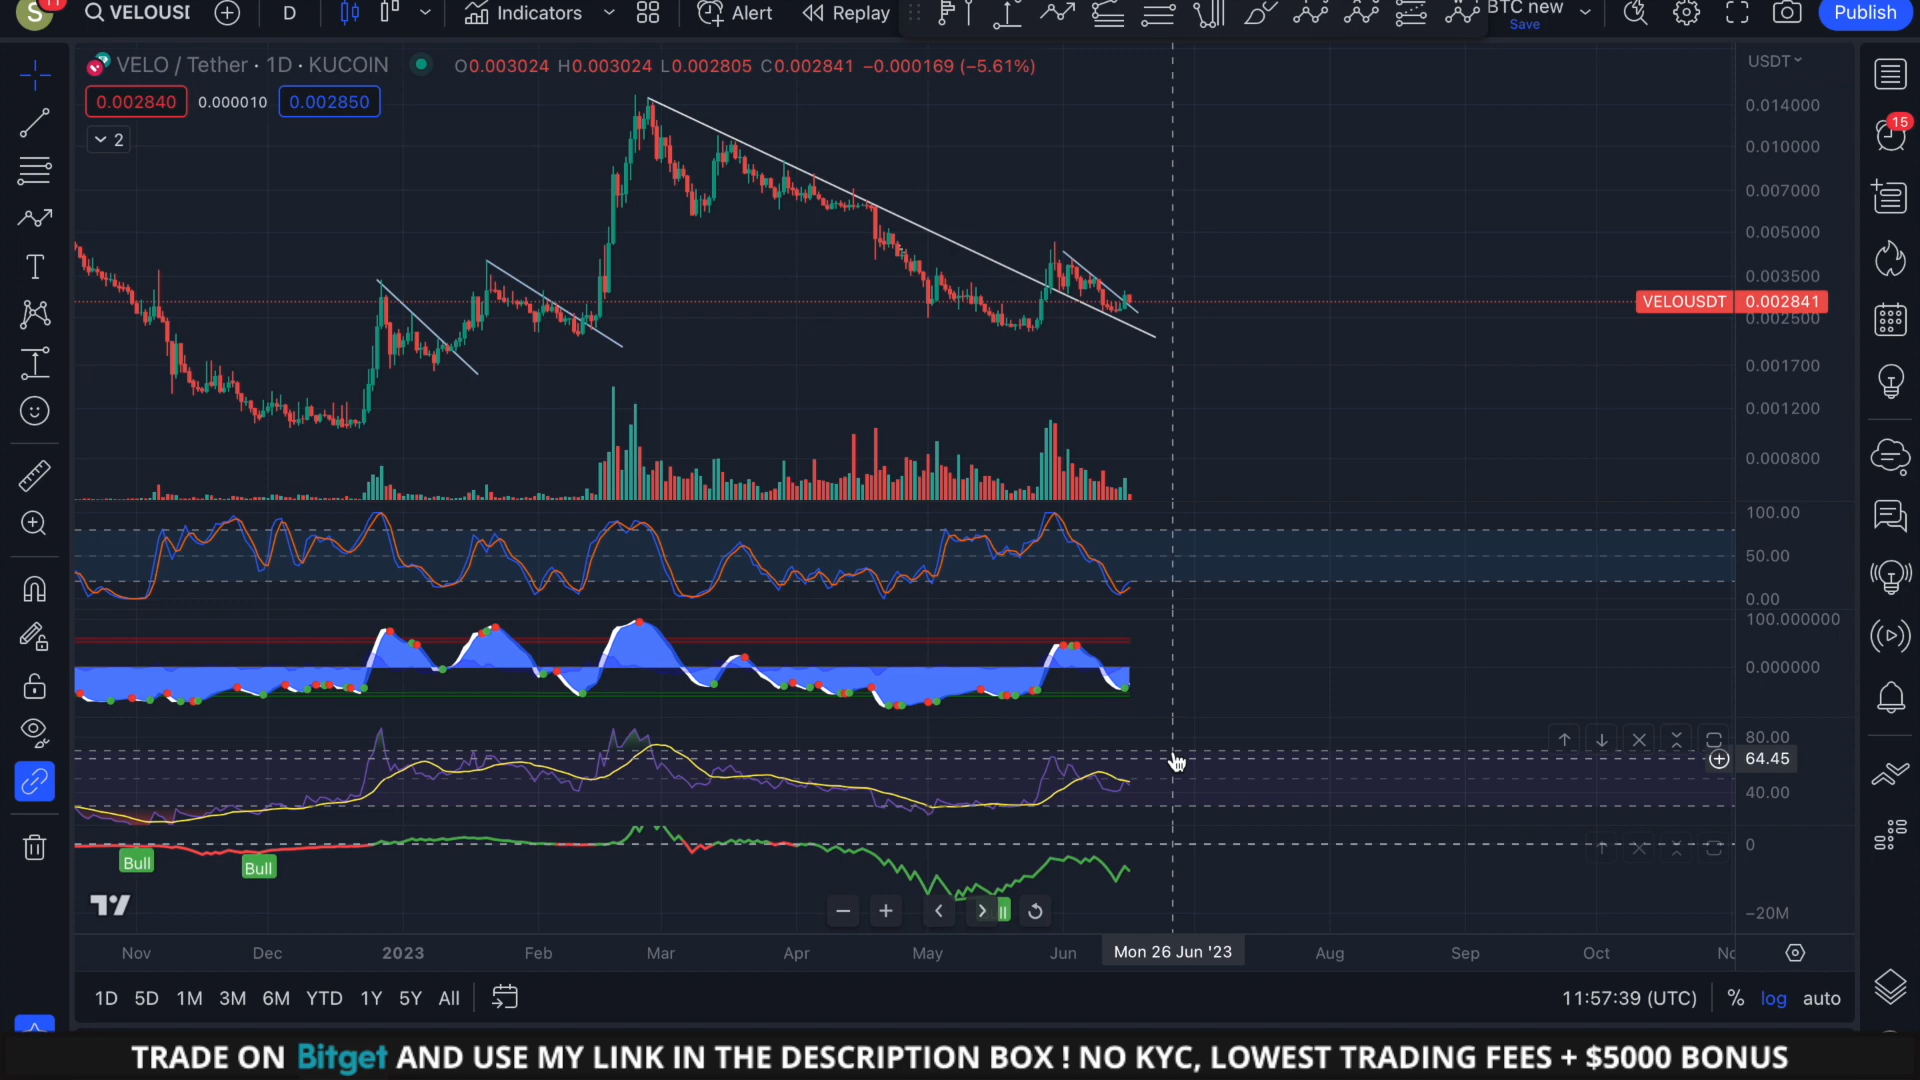 S 11 VELOUSI D Indicators Alert Replay BTC new Save Publish
VELO / Tether · 1D · KUCOIN O0.003024 H0.003024 L0.002805 C0.002841 −0.000169 (−5.61%) USDT
0.002840 0.000010 0.002850
2
0.014000
0.010000
0.007000
0.005000
0.003500
VELOUSDT 0.002841
0.002500
0.001700
0.001200
0.000800
100.00
50.00
0.00
100.000000
0.000000
80.00
64.45
40.00
0
−20M
15
T
Bull
Bull
Nov Dec 2023 Feb Mar Apr May Jun Mon 26 Jun '23 Aug Sep Oct No
1D 5D 1M 3M 6M YTD 1Y 5Y All 11:57:39 (UTC) % log auto
TRADE ON Bitget AND USE MY LINK IN THE DESCRIPTION BOX ! NO KYC, LOWEST TRADING FEES + $5000 BONUS